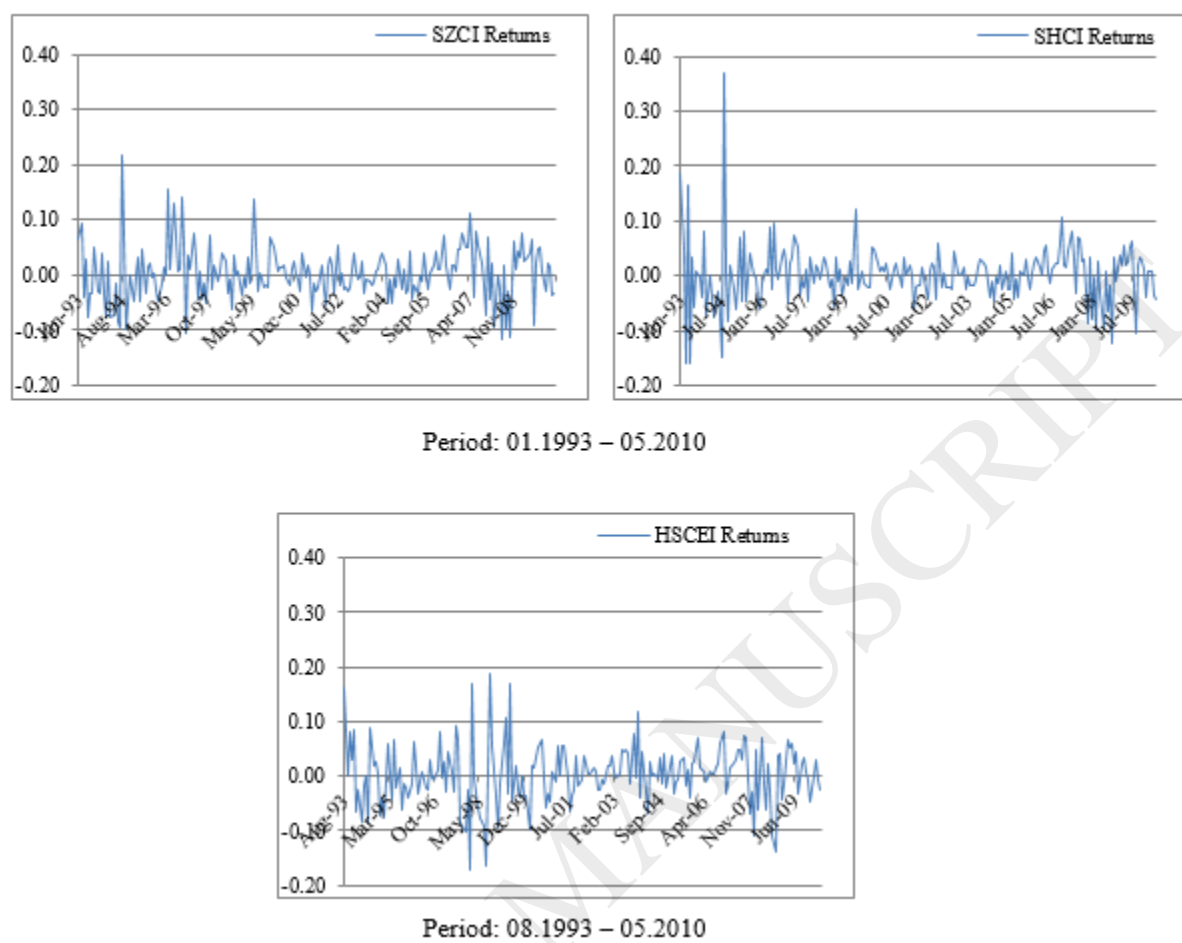 SZCI Returns
0.40
0.30
0.20
0.10
0.00
-0.10
-0.20
Jan-93
Aug-94
Mar-96
Oct-97
May-99
Dec-00
Jul-02
Feb-04
Sep-05
Apr-07
Nov-08
SHCI Returns
0.40
0.30
0.20
0.10
0.00
-0.10
-0.20
Jan-93
Jul-94
Jan-96
Jul-97
Jan-99
Jul-00
Jan-02
Jul-03
Jan-05
Jul-06
Jan-08
Jul-09
Period: 01.1993 – 05.2010
HSCEI Returns
0.40
0.30
0.20
0.10
0.00
-0.10
-0.20
Aug-93
Mar-95
Oct-96
May-98
Dec-99
Jul-01
Feb-03
Sep-04
Apr-06
Nov-07
Jun-09
Period: 08.1993 – 05.2010
MANUSCRIPT